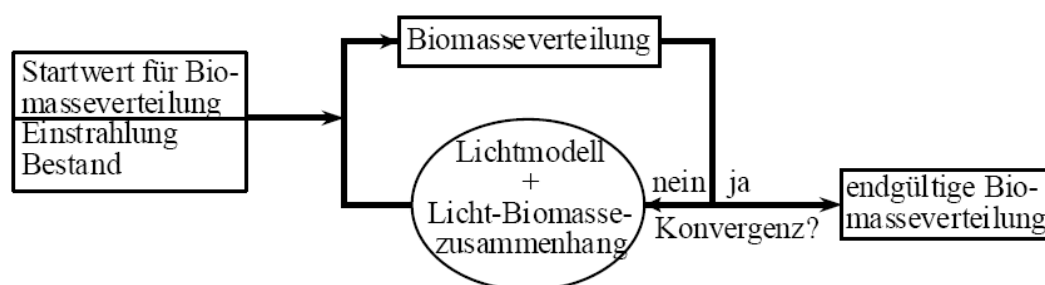 Startwert für Bio-
masseverteilung
Einstrahlung
Bestand
Biomasseverteilung
Lichtmodell
+
Licht-Biomasse-
zusammenhang
nein
ja
Konvergenz?
endgültige Bio-
masseverteilung